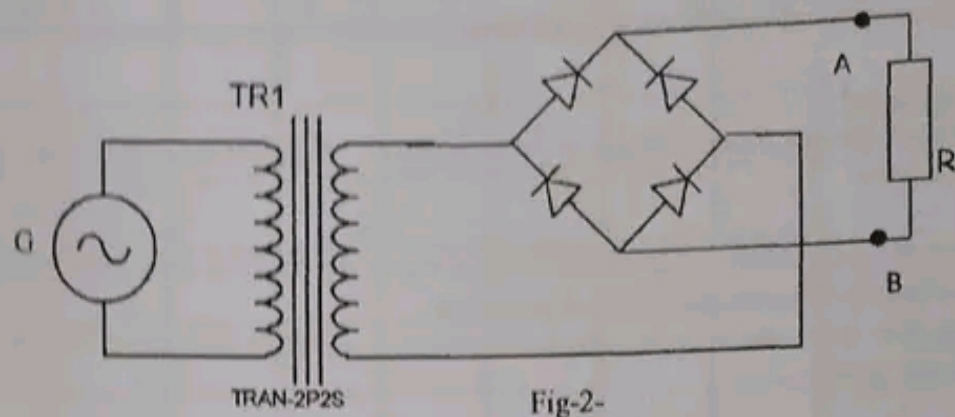 TR1
A
R
G
B
TRAN-2P2S
Fig-2-